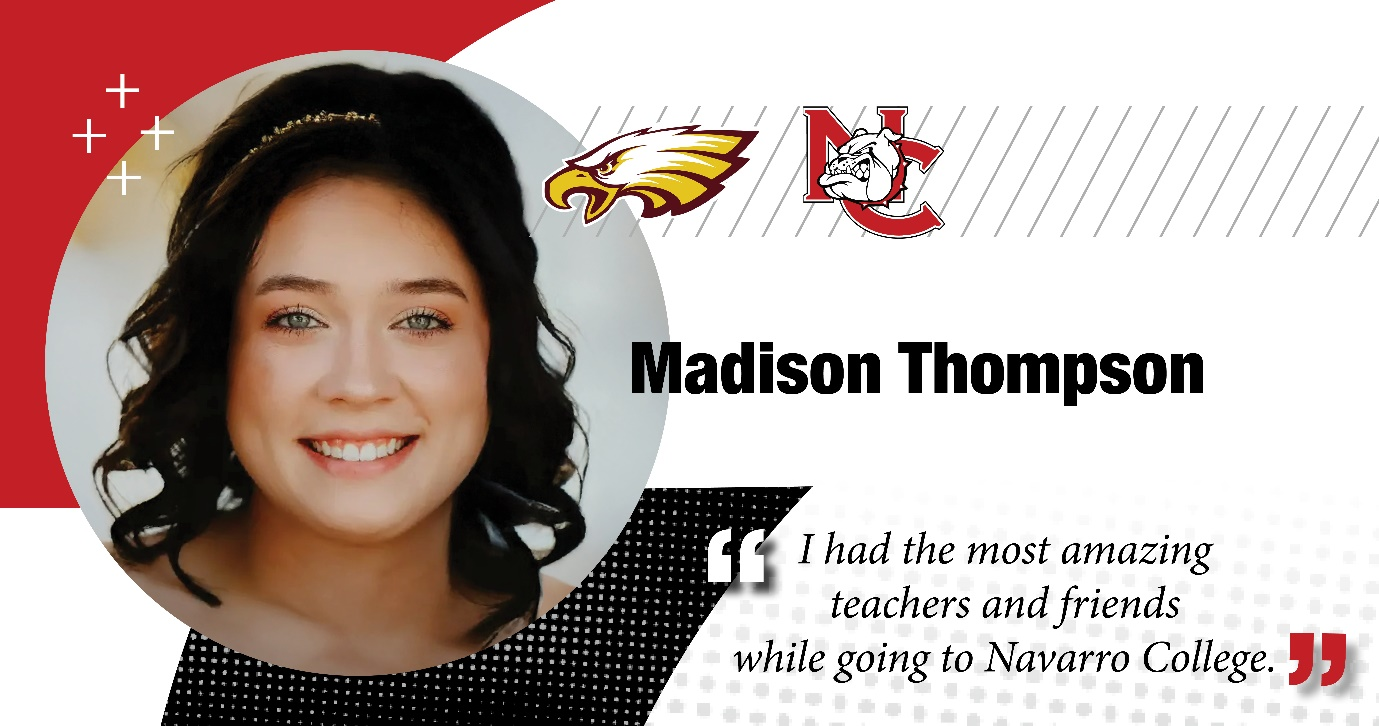 NC
Madison Thompson
“ I had the most amazing
teachers and friends
while going to Navarro College. ”